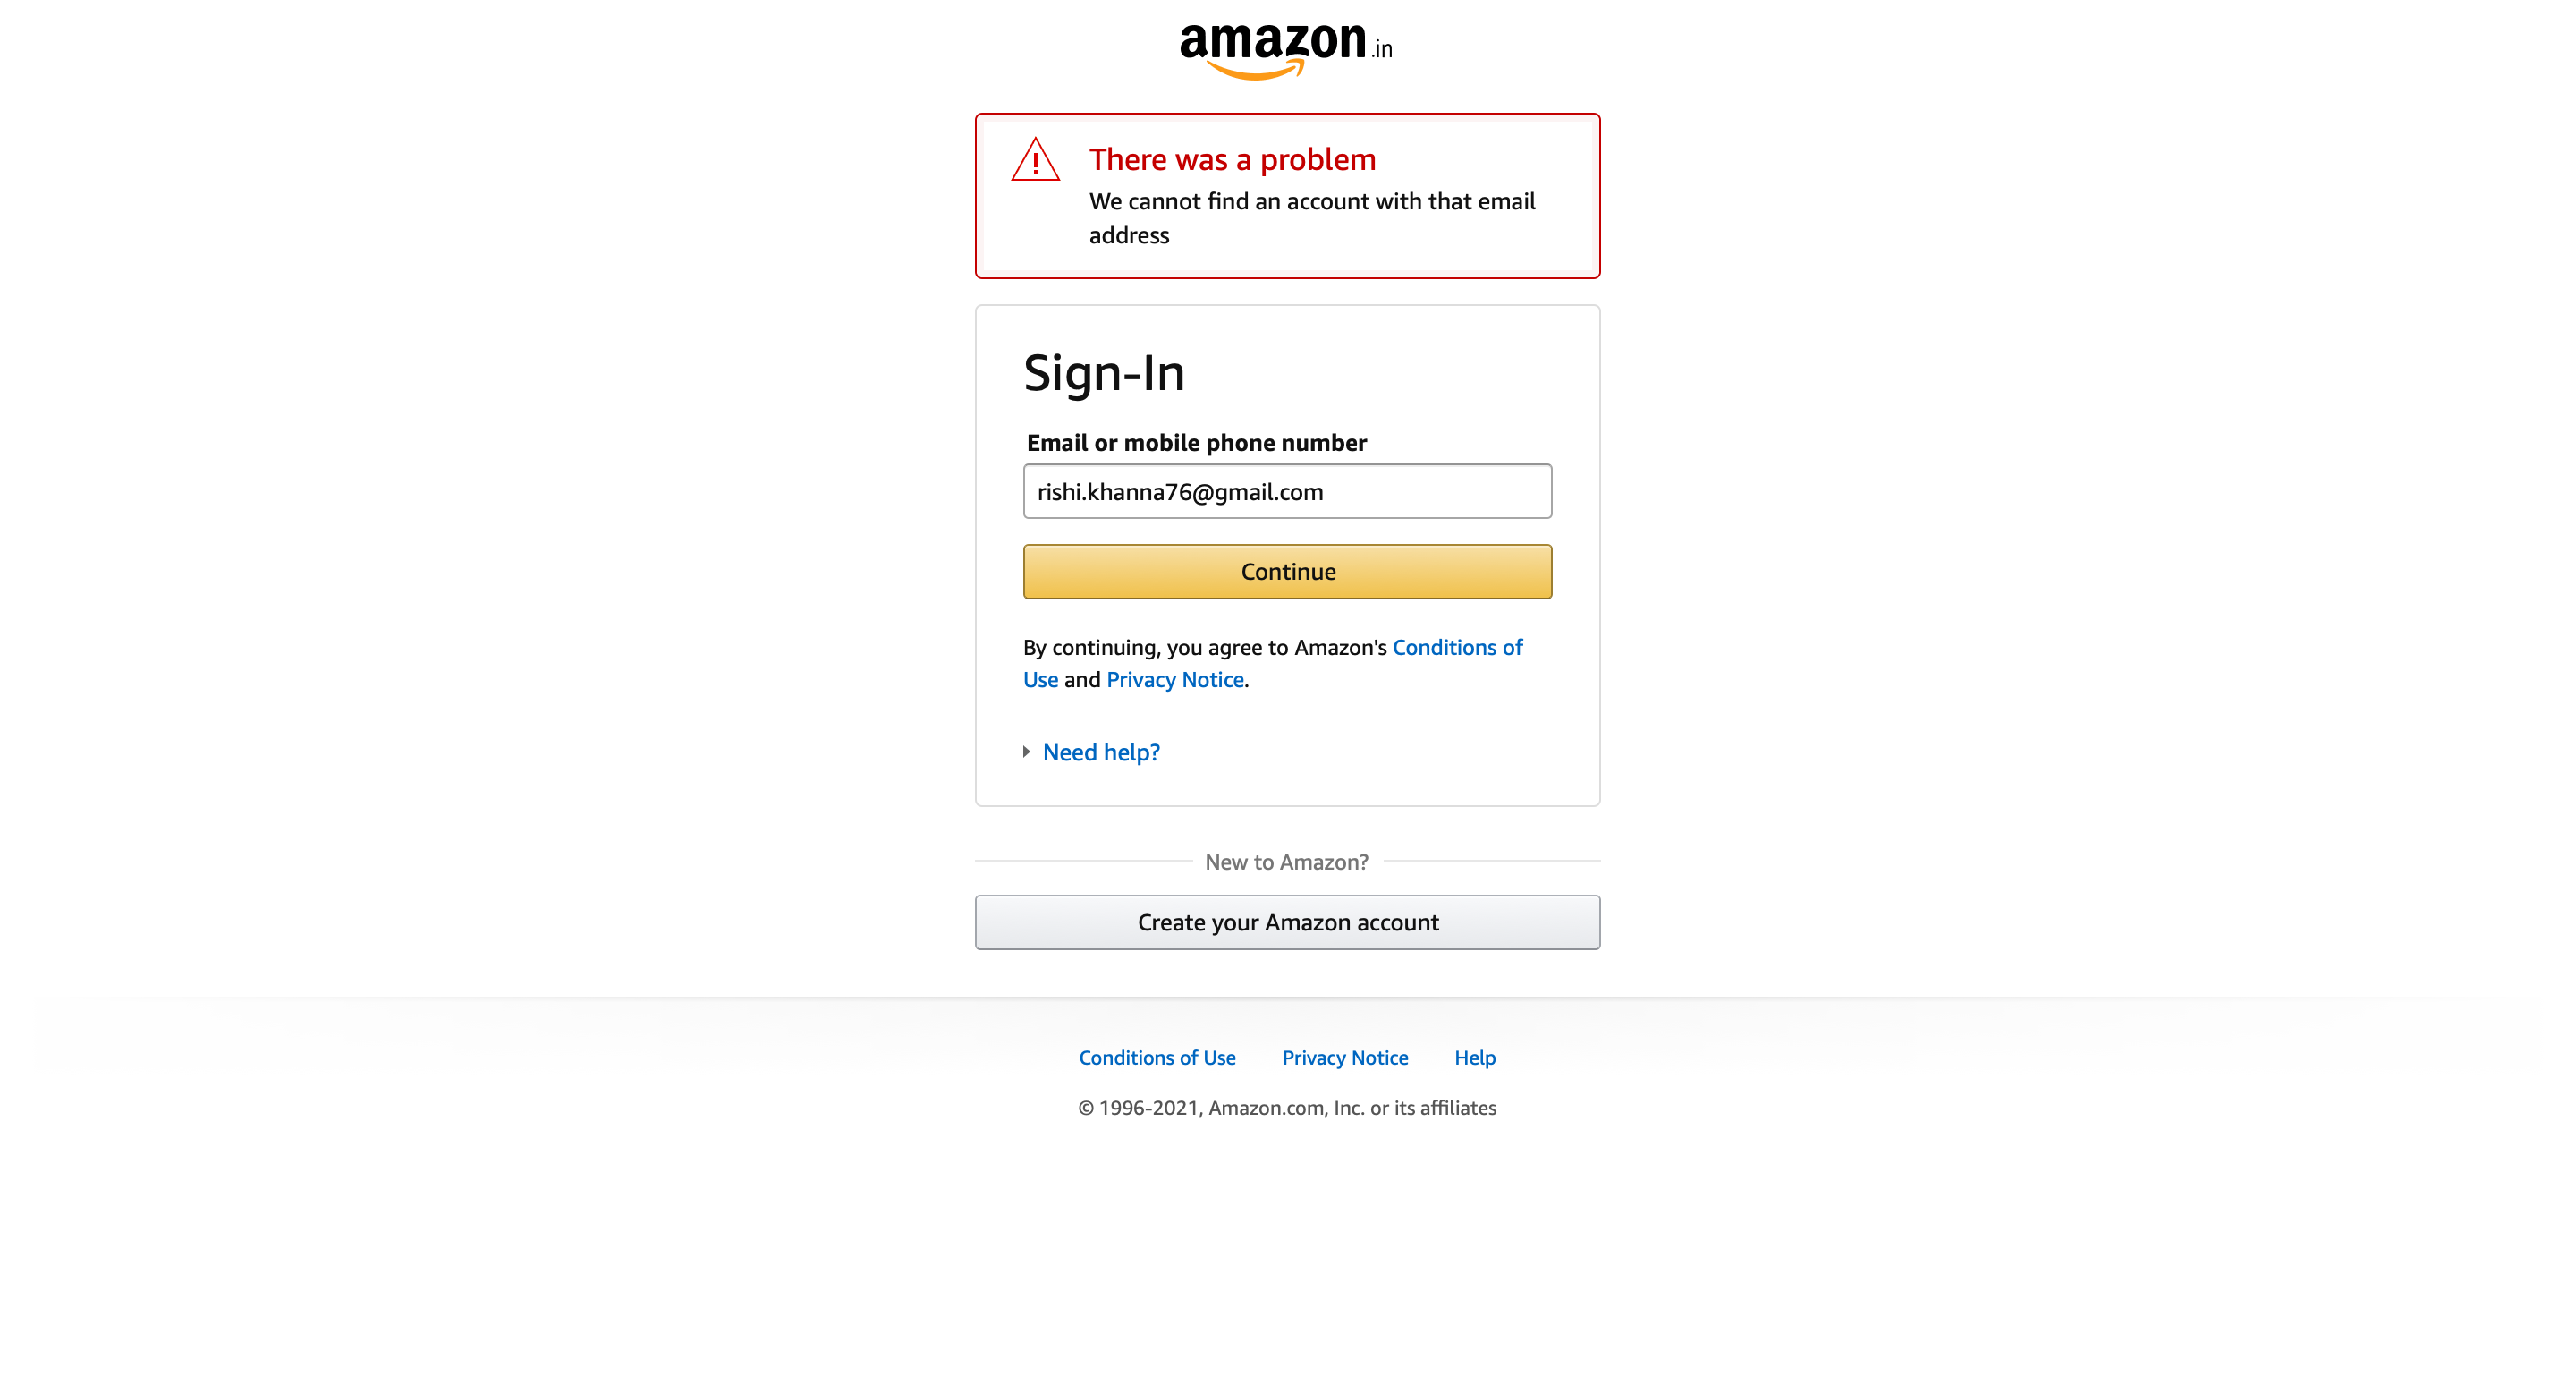 amazon.in
There was a problem
We cannot find an account with that email
address
Sign-In
Email or mobile phone number
rishi.khanna76@gmail.com
Continue
By continuing, you agree to Amazon's Conditions of
Use and Privacy Notice.
Need help?
New to Amazon?
Create your Amazon account
Conditions of Use Privacy Notice Help
© 1996-2021, Amazon.com, Inc. or its affiliates